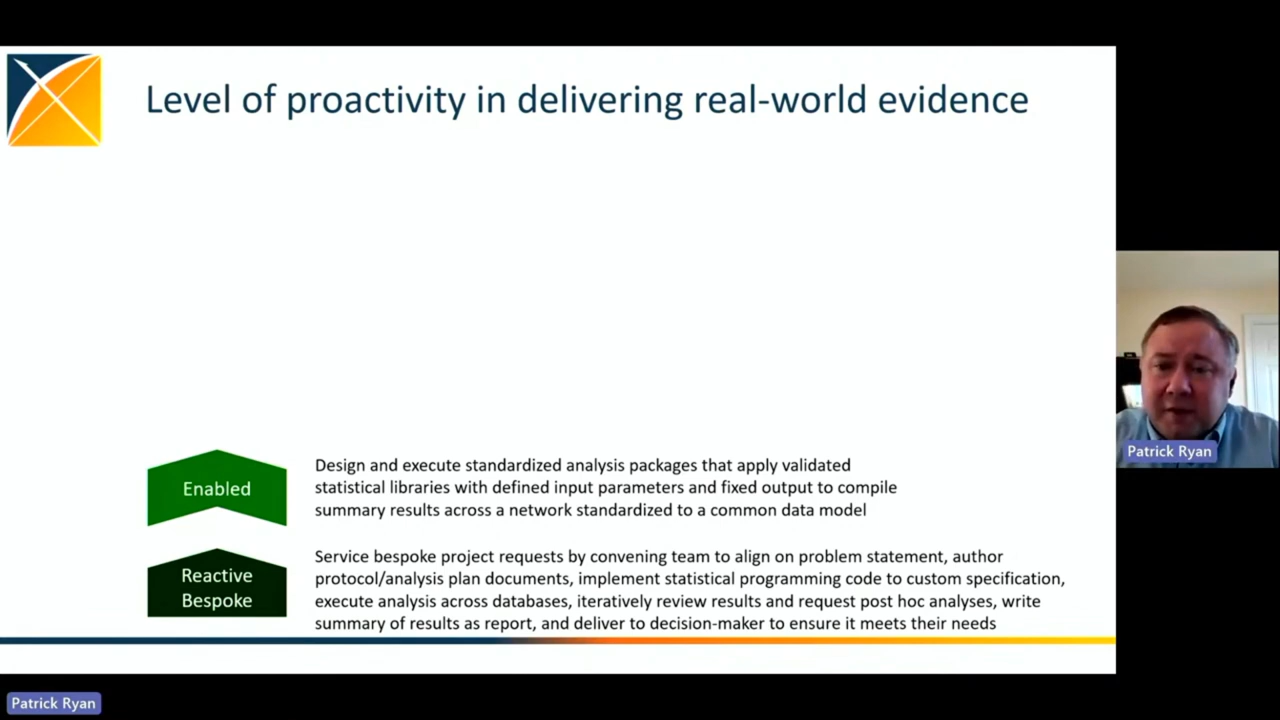 Level of proactivity in delivering real-world evidence
Enabled
Design and execute standardized analysis packages that apply validated
statistical libraries with defined input parameters and fixed output to compile
summary results across a network standardized to a common data model
Reactive
Bespoke
Service bespoke project requests by convening team to align on problem statement, author
protocol/analysis plan documents, implement statistical programming code to custom specification,
execute analysis across databases, iteratively review results and request post hoc analyses, write
summary of results as report, and deliver to decision-maker to ensure it meets their needs
Patrick Ryan
Patrick Ryan